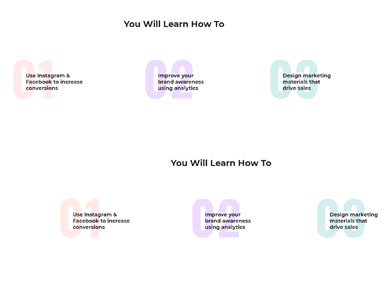 You Will Learn How To
01
Use Instagram &
Facebook to increase
conversions
02
Improve your
brand awareness
using analytics
03
Design marketing
materials that
drive sales
You Will Learn How To
01
Use Instagram &
Facebook to increase
conversions
02
Improve your
brand awareness
using analytics
03
Design marketing
materials that
drive sales